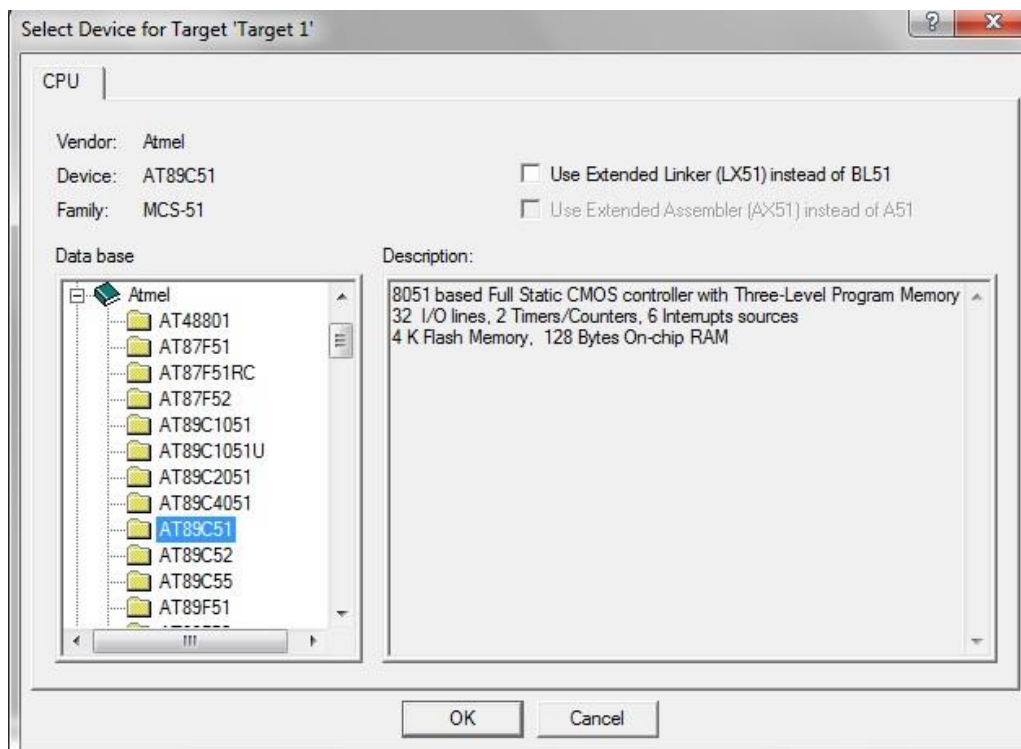 Select Device for Target 'Target 1'
CPU
Vendor: Atmel
Device: AT89C51
Family: MCS-51
Use Extended Linker (LX51) instead of BL51
Use Extended Assembler (AX51) instead of A51
Data base
Atmel
AT48801
AT87F51
AT87F51RC
AT87F52
AT89C1051
AT89C1051U
AT89C2051
AT89C4051
AT89C51
AT89C52
AT89C55
AT89F51
Description:
8051 based Full Static CMOS controller with Three-Level Program Memory
32 I/O lines, 2 Timers/Counters, 6 Interrupts sources
4 K Flash Memory, 128 Bytes On-chip RAM
OK
Cancel